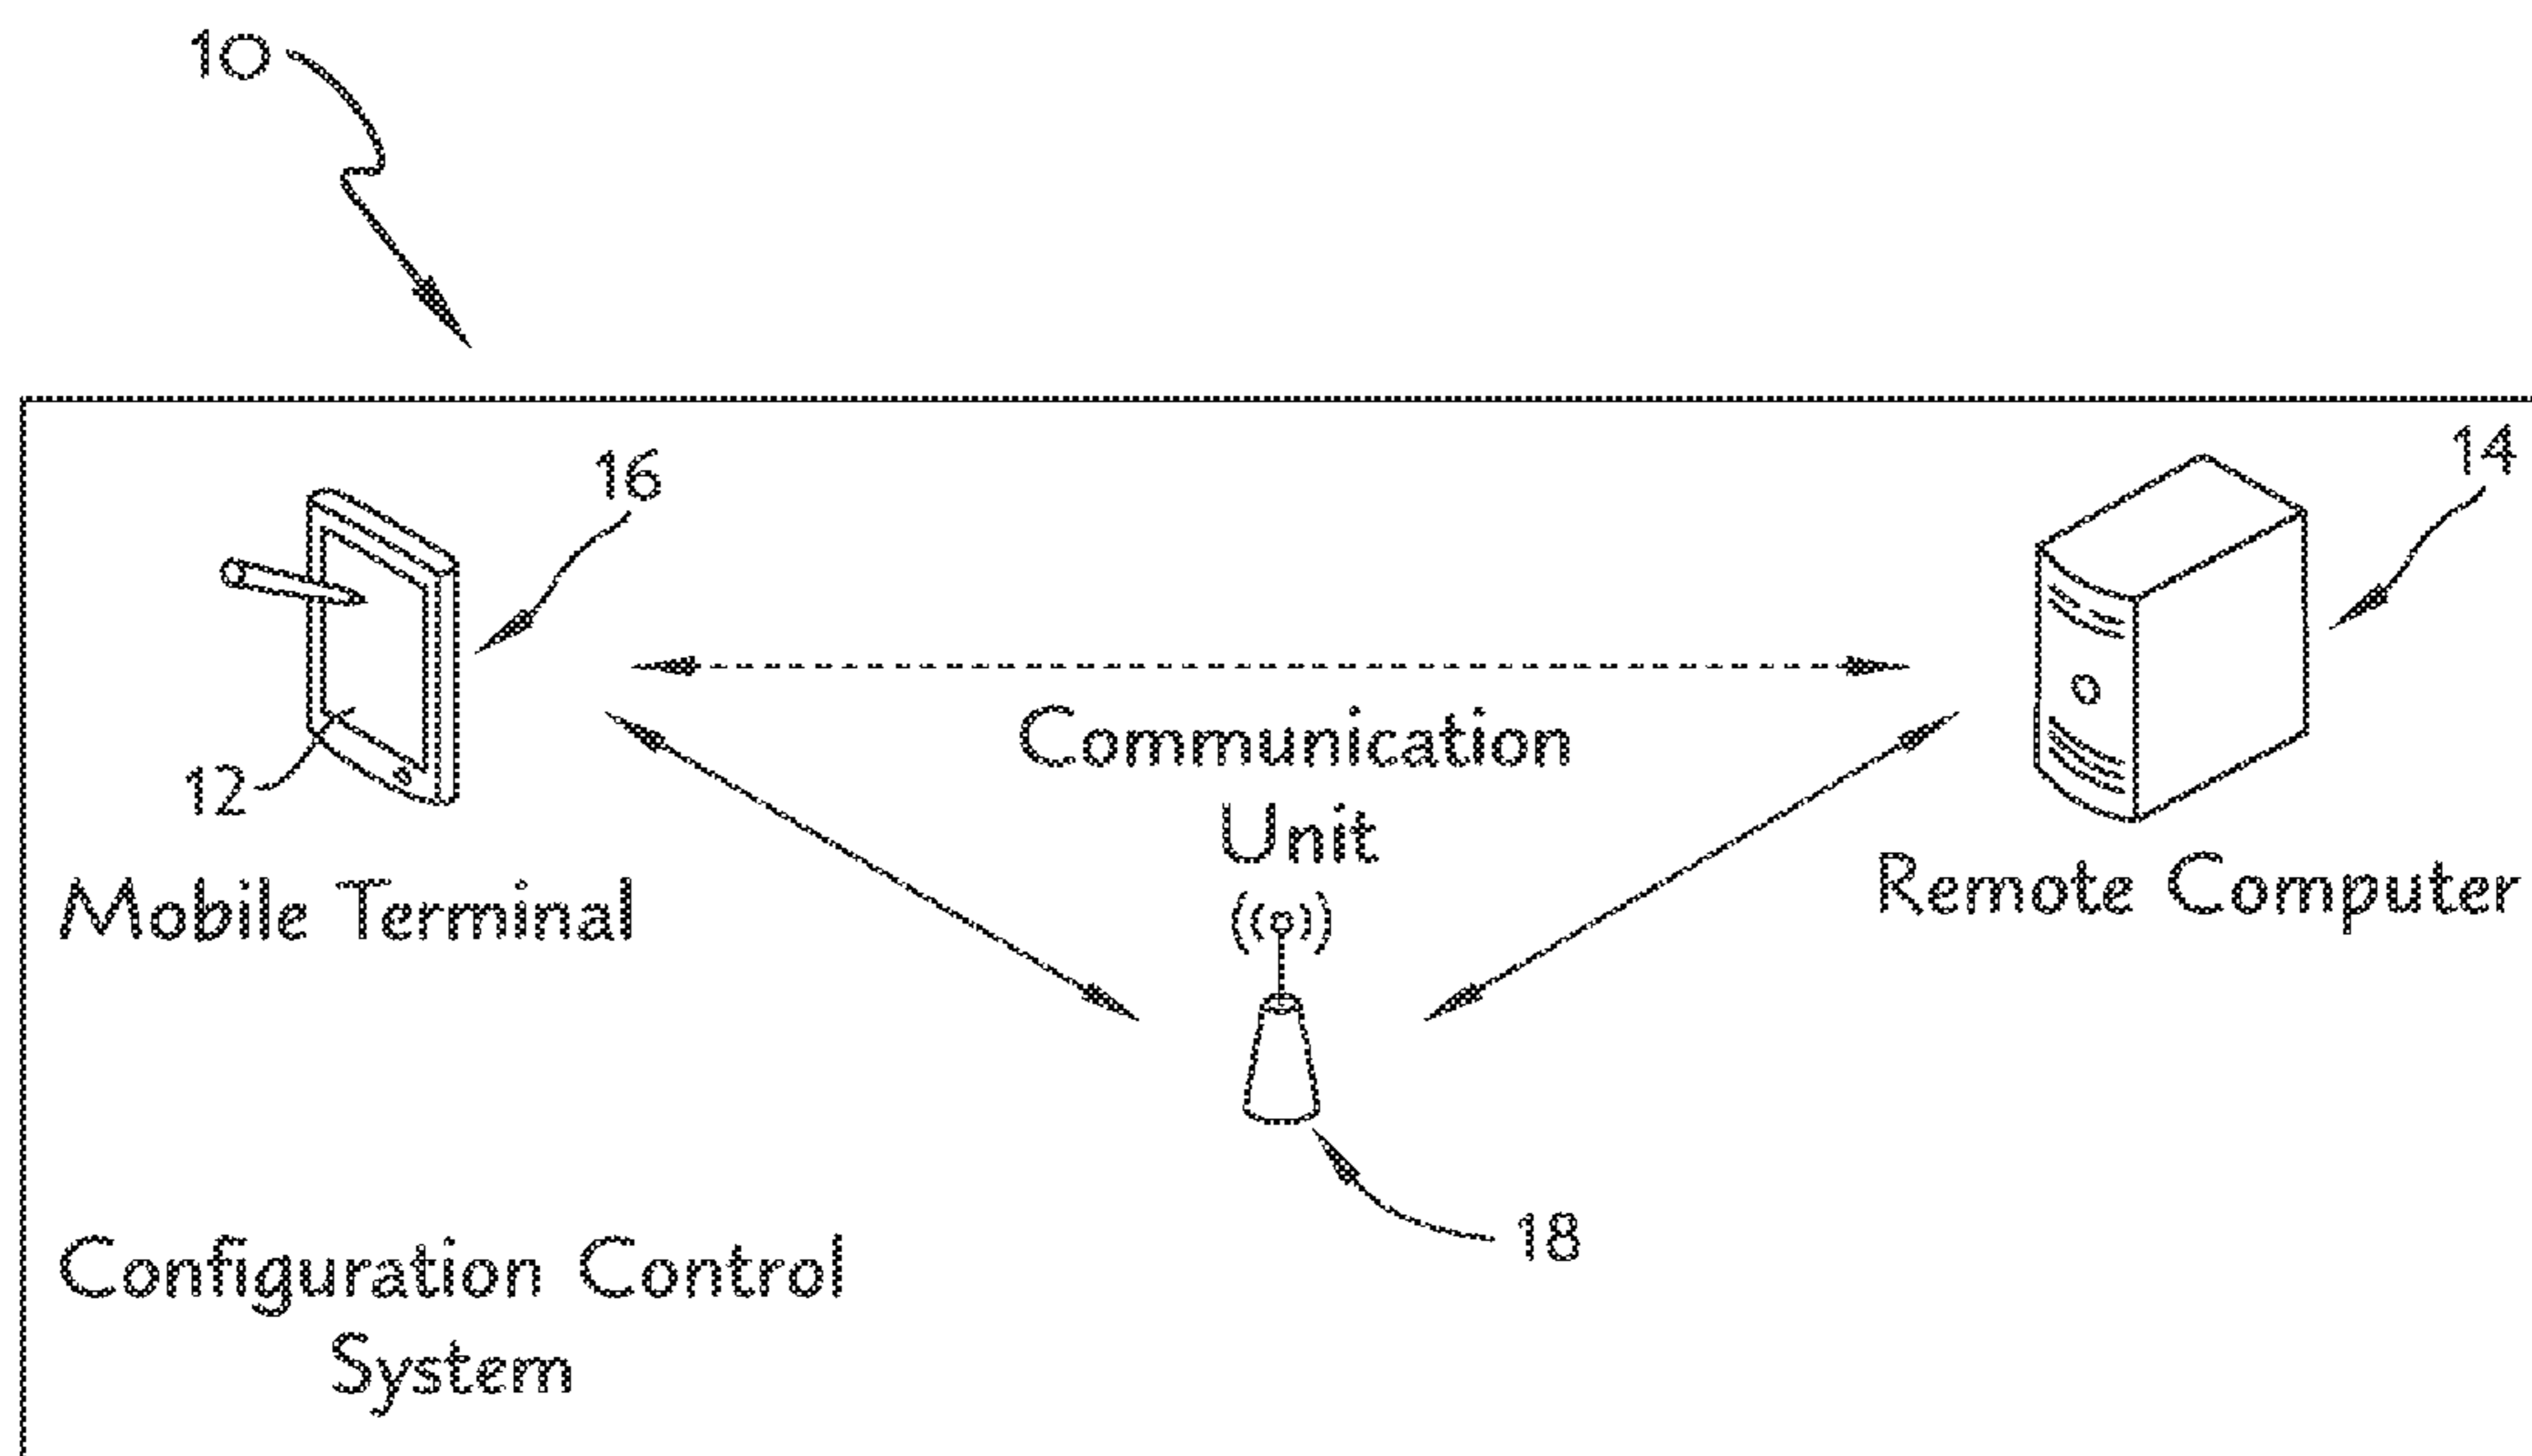 10
16
14
Communication
Unit
12
Mobile Terminal
Remote Computer
18
Configuration Control
System